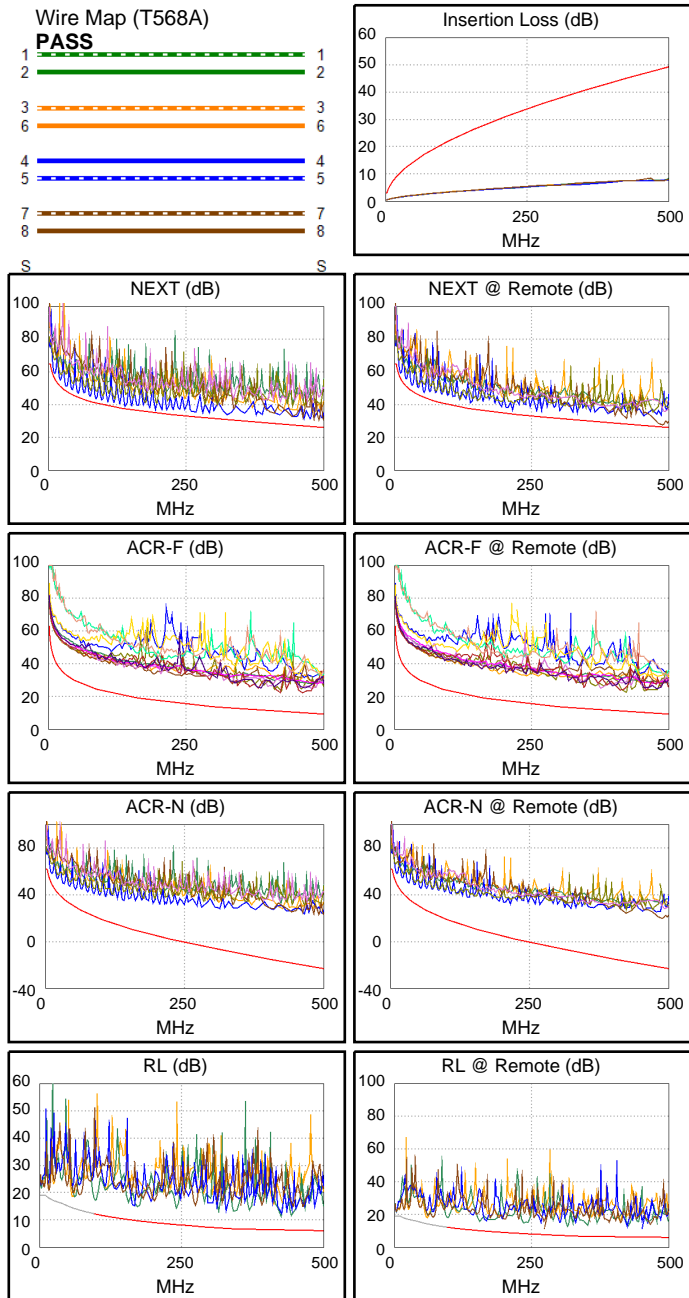 Wire Map (T568A)
PASS
1 1
2 2
3 3
6 6
4 4
5 5
7 7
8 8
S S
Insertion Loss (dB)
60
50
40
30
20
10
0
0 250 500
MHz
NEXT (dB)
100
80
60
40
20
0
0 250 500
MHz
NEXT @ Remote (dB)
100
80
60
40
20
0
0 250 500
MHz
ACR-F (dB)
100
80
60
40
20
0
0 250 500
MHz
ACR-F @ Remote (dB)
100
80
60
40
20
0
0 250 500
MHz
ACR-N (dB)
80
40
0
-40
0 250 500
MHz
ACR-N @ Remote (dB)
80
40
0
-40
0 250 500
MHz
RL (dB)
60
50
40
30
20
10
0
0 250 500
MHz
RL @ Remote (dB)
100
80
60
40
20
0
0 250 500
MHz